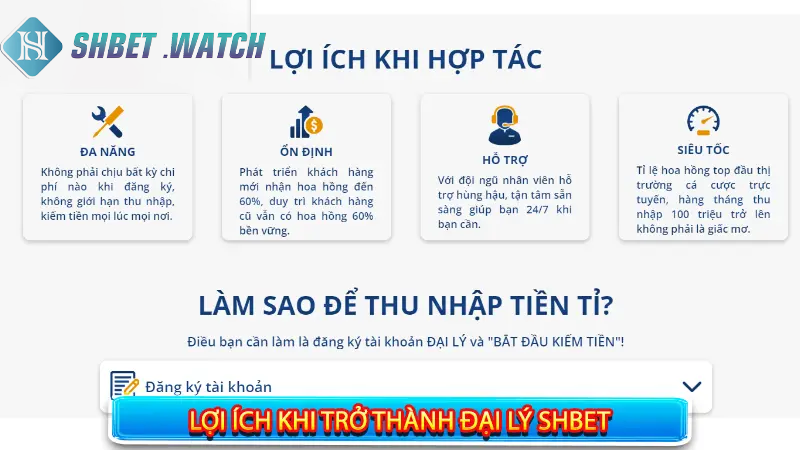 SHBET .WATCH
LỢI ÍCH KHI HỢP TÁC
ĐA NĂNG
Không phải chịu bất kỳ chi
phí nào khi đăng ký,
không giới hạn thu nhập,
kiếm tiền mọi lúc mọi nơi.
ỔN ĐỊNH
Phát triển khách hàng
mới nhận hoa hồng đến
60%, duy trì khách hàng
cũ vẫn có hoa hồng 60%
bền vững.
HỖ TRỢ
Với đội ngũ nhân viên hỗ
trợ hùng hậu, tận tâm sẵn
sàng giúp bạn 24/7 khi
bạn cần.
SIÊU TỐC
Tỉ lệ hoa hồng top đầu thị
trường cá cược trực
tuyến, hàng tháng thu
nhập 100 triệu trở lên
không phải là giấc mơ.
LÀM SAO ĐỂ THU NHẬP TIỀN TỈ?
Điều bạn cần làm là đăng ký tài khoản ĐẠI LÝ và "BẮT ĐẦU KIẾM TIỀN"!
Đăng ký tài khoản
LỢI ÍCH KHI TRỞ THÀNH ĐẠI LÝ SHBET